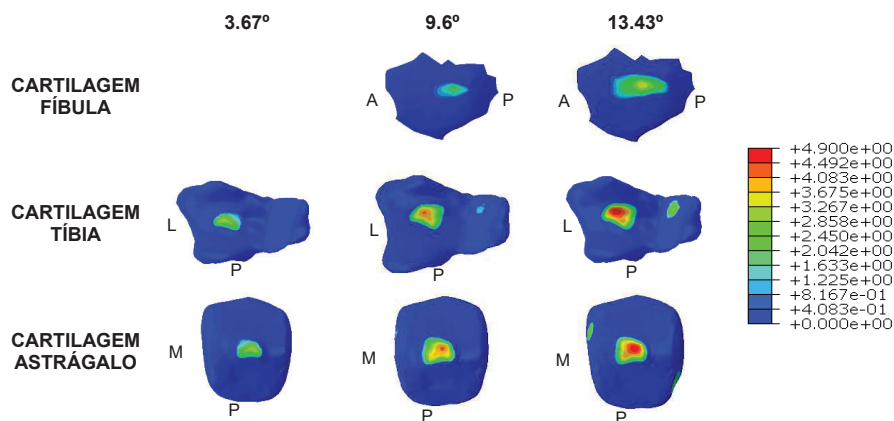 3.67º 9.6º 13.43º
CARTILAGEM
FÍBULA
A P A P
CARTILAGEM
TÍBIA
L L L
P P P
CARTILAGEM
ASTRÁGALO
M M M
P P P
+4.900e+00
+4.492e+00
+4.083e+00
+3.675e+00
+3.267e+00
+2.858e+00
+2.450e+00
+2.042e+00
+1.633e+00
+1.225e+00
+8.167e-01
+4.083e-01
+0.000e+00